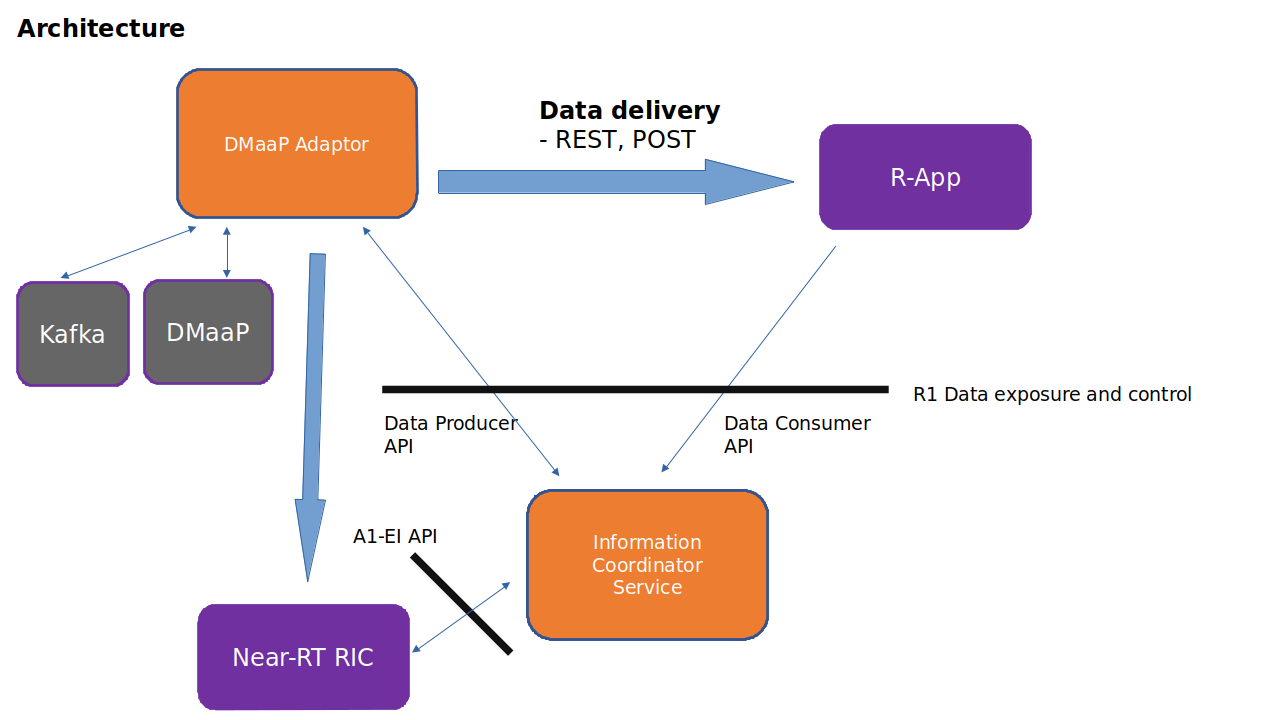 Architecture
DMaaP Adaptor
Data delivery
- REST, POST
R-App
Kafka
DMaaP
R1 Data exposure and control
Data Producer
API
Data Consumer
API
A1-EI API
Information
Coordinator
Service
Near-RT RIC